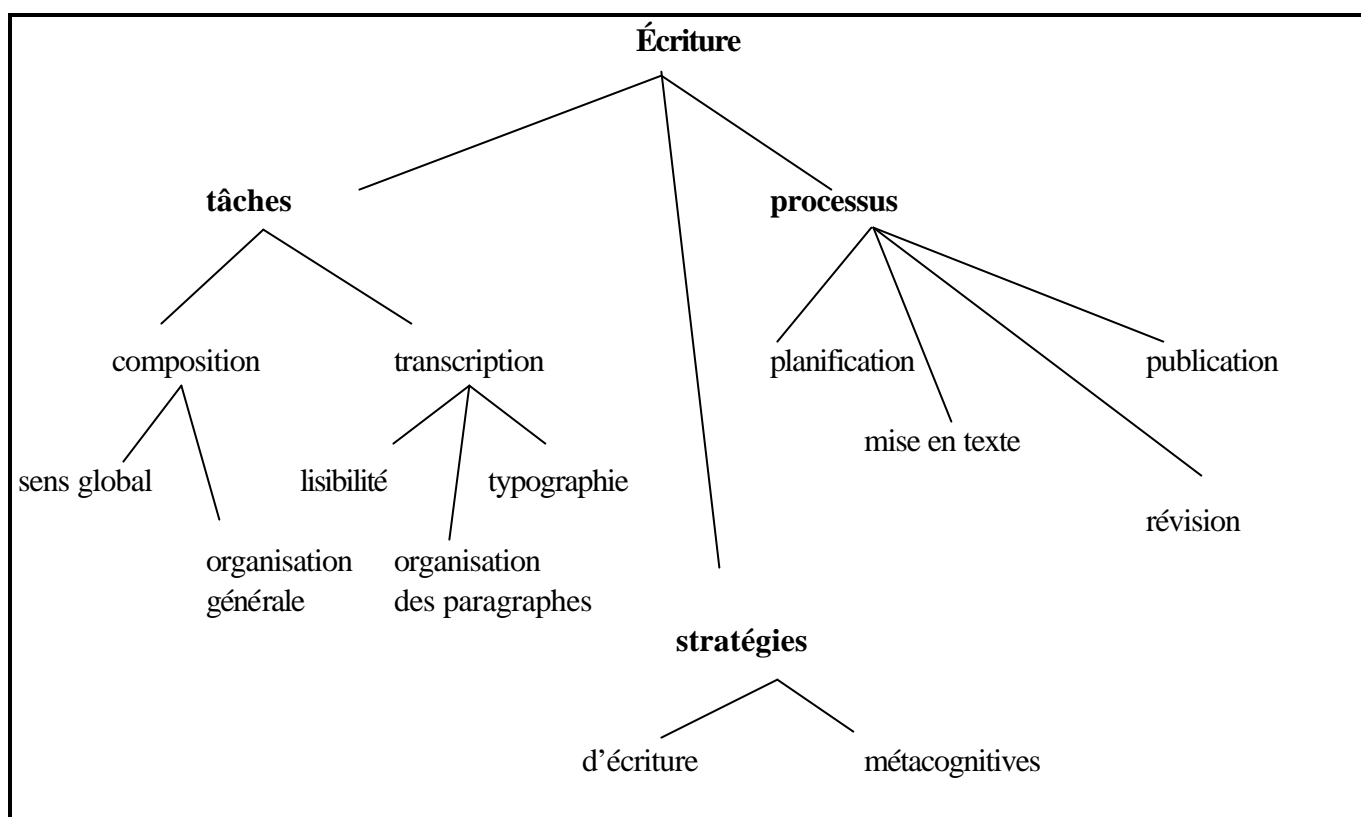 Écriture
tâches
processus
composition
transcription
planification
publication
mise en texte
sens global
lisibilité
typographie
révision
organisation
générale
organisation
des paragraphes
stratégies
d’écriture
métacognitives